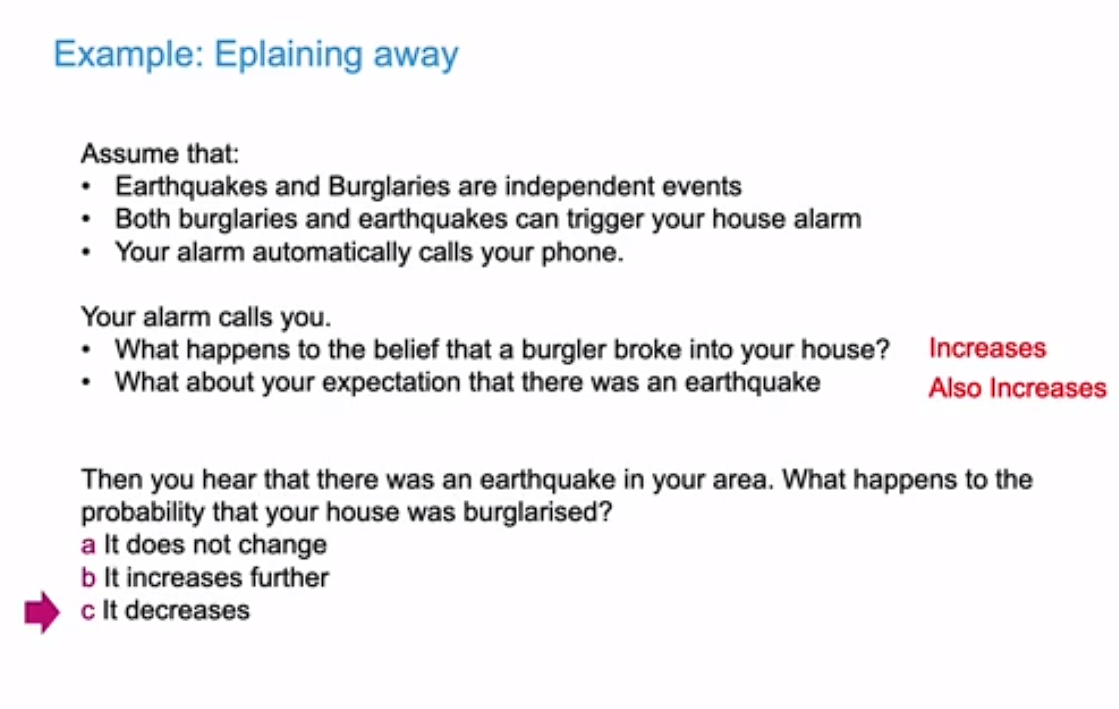 Example: Eplaining away
Assume that:
• Earthquakes and Burglaries are independent events
• Both burglaries and earthquakes can trigger your house alarm
• Your alarm automatically calls your phone.
Your alarm calls you.
• What happens to the belief that a burgler broke into your house? Increases
• What about your expectation that there was an earthquake Also Increases
Then you hear that there was an earthquake in your area. What happens to the
probability that your house was burglarised?
a It does not change
b It increases further
c It decreases